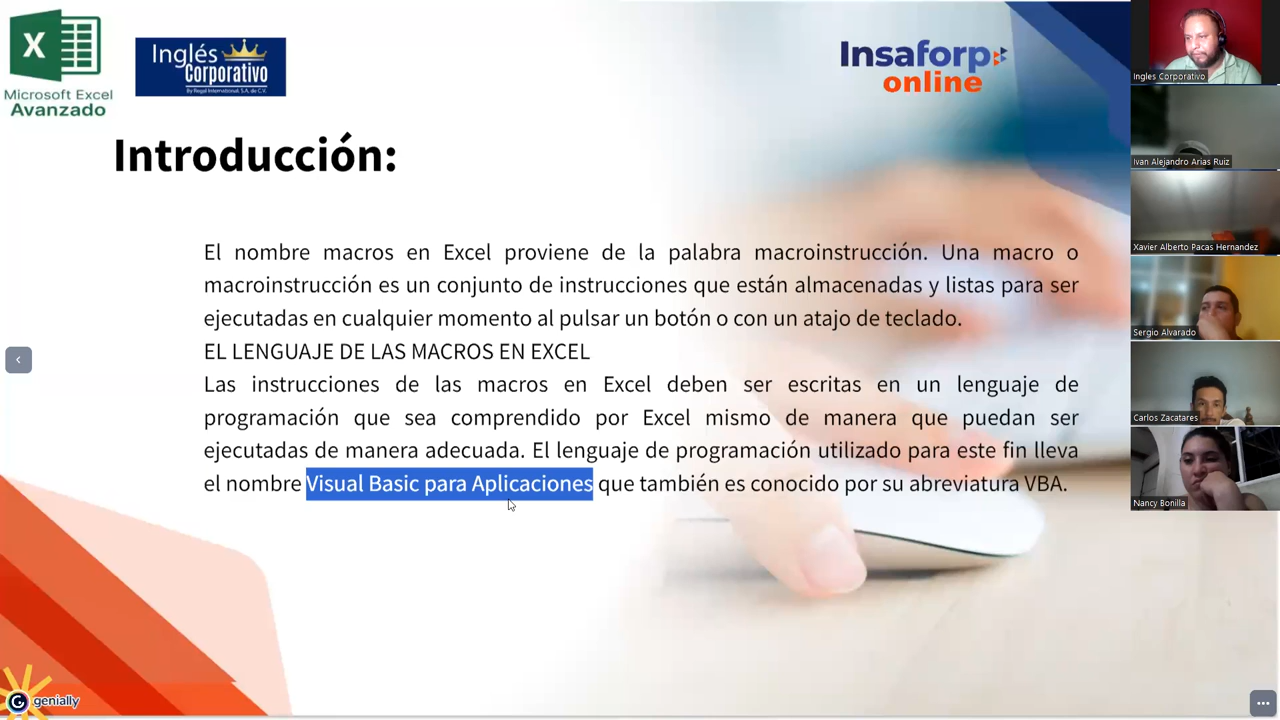 X
Microsoft Excel
Avanzado
Inglés
Corporativo
By Regal International, S.A. de C.V.
Insaforp
online
Introducción:
El nombre macros en Excel proviene de la palabra macroinstrucción. Una macro o
macroinstrucción es un conjunto de instrucciones que están almacenadas y listas para ser
ejecutadas en cualquier momento al pulsar un botón o con un atajo de teclado.
EL LENGUAJE DE LAS MACROS EN EXCEL
Las instrucciones de las macros en Excel deben ser escritas en un lenguaje de
programación que sea comprendido por Excel mismo de manera que puedan ser
ejecutadas de manera adecuada. El lenguaje de programación utilizado para este fin lleva
el nombre Visual Basic para Aplicaciones que también es conocido por su abreviatura VBA.
genially
Ingles Corporativo
Ivan Alejandro Arias Ruiz
Xavier Alberto Pacas Hernandez
Sergio Alvarado
Carlos Zacatares
Nancy Bonilla